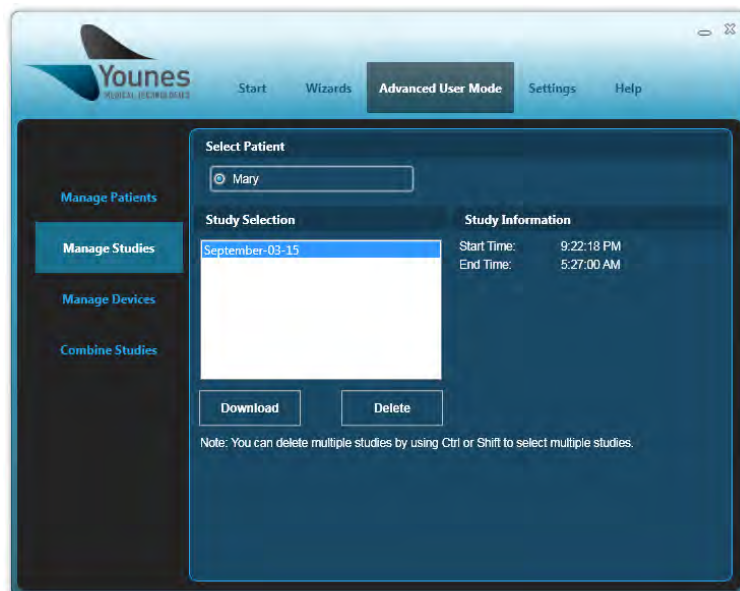 Younes
MEDICAL TECHNOLOGIES
Start Wizards Advanced User Mode Settings Help
Select Patient
Mary
Manage Patients
Manage Studies
Manage Devices
Combine Studies
Study Selection
September-03-15
Study Information
Start Time: 9:22:18 PM
End Time: 5:27:00 AM
Download Delete
Note: You can delete multiple studies by using Ctrl or Shift to select multiple studies.